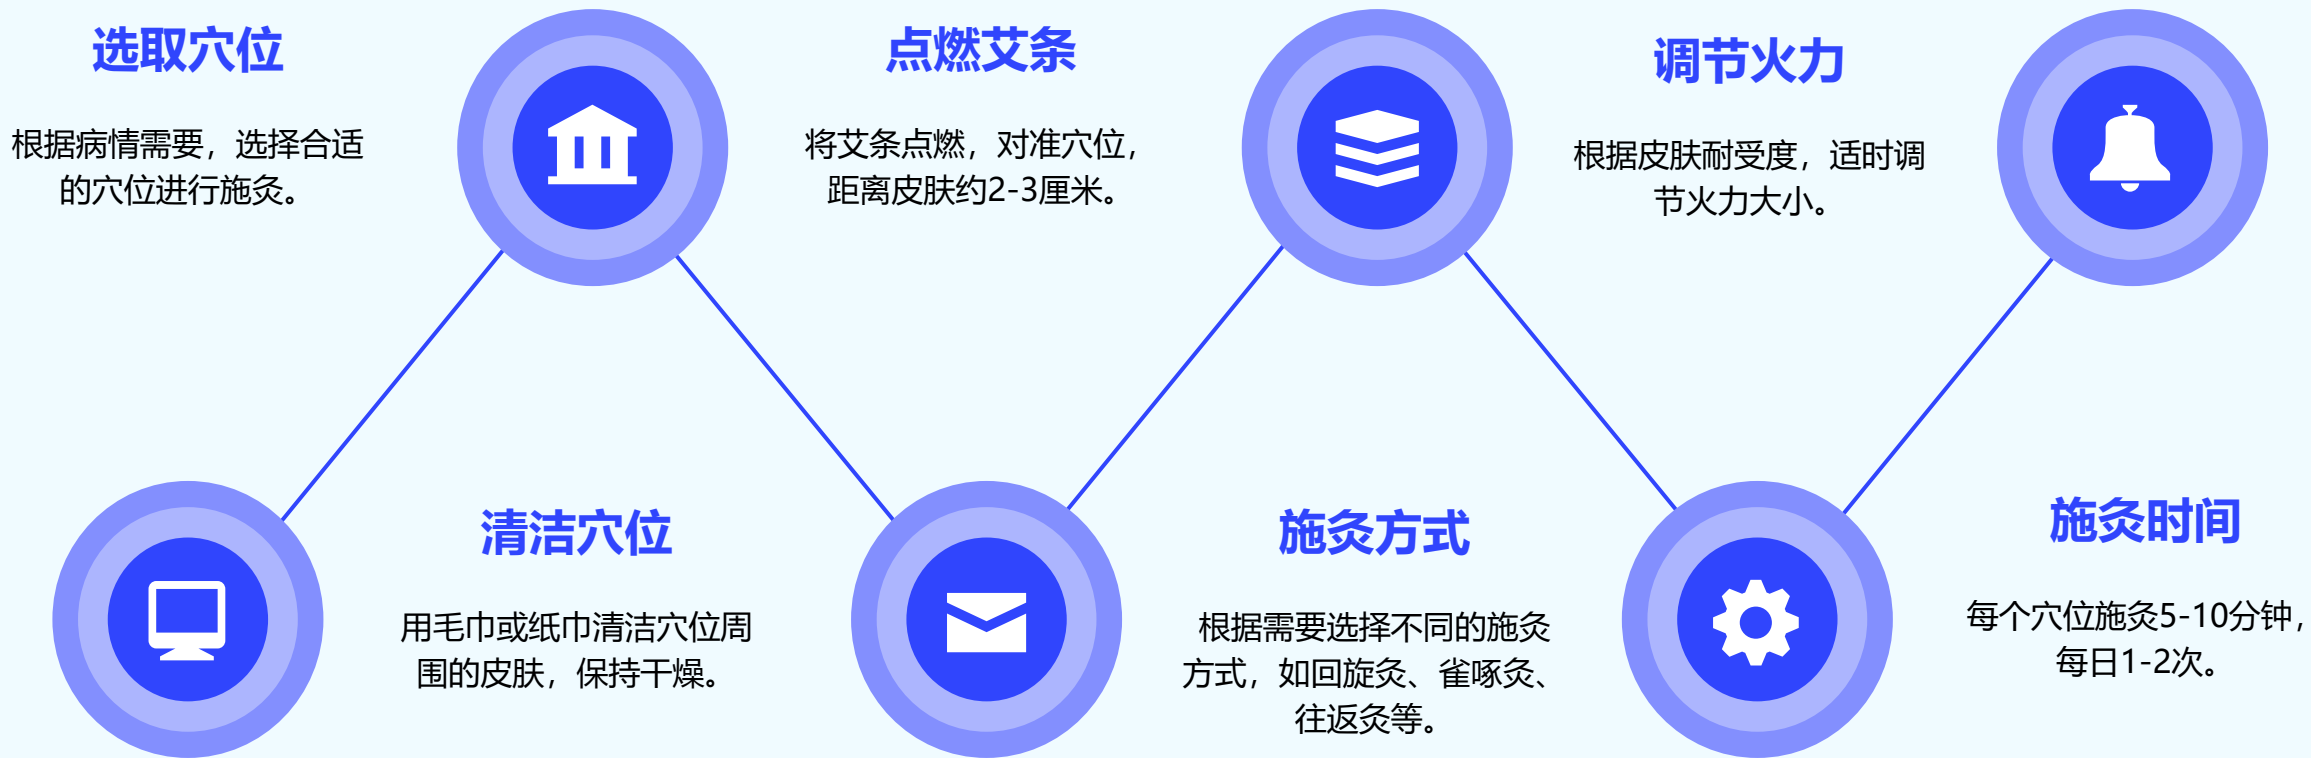 选取穴位
根据病情需要，选择合适
的穴位进行施灸。
清洁穴位
用毛巾或纸巾清洁穴位周
围的皮肤，保持干燥。
点燃艾条
将艾条点燃，对准穴位，
距离皮肤约2-3厘米。
施灸方式
根据需要选择不同的施灸
方式，如回旋灸、雀啄灸、
往返灸等。
调节火力
根据皮肤耐受度，适时调
节火力大小。
施灸时间
每个穴位施灸5-10分钟，
每日1-2次。